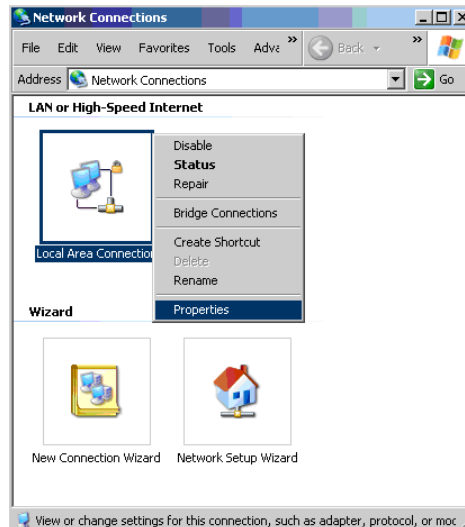 Network Connections
File Edit View Favorites Tools Adva » Back »
Address Network Connections Go
LAN or High-Speed Internet
Local Area Connection
Disable
Status
Repair
Bridge Connections
Create Shortcut
Delete
Rename
Properties
Wizard
New Connection Wizard Network Setup Wizard
View or change settings for this connection, such as adapter, protocol, or moc